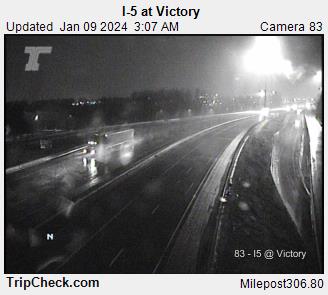 I-5 at Victory
Updated Jan 09 2024 3:07 AM Camera 83
T
N
83 - I5 @ Victory
TripCheck.com Milepost306.80